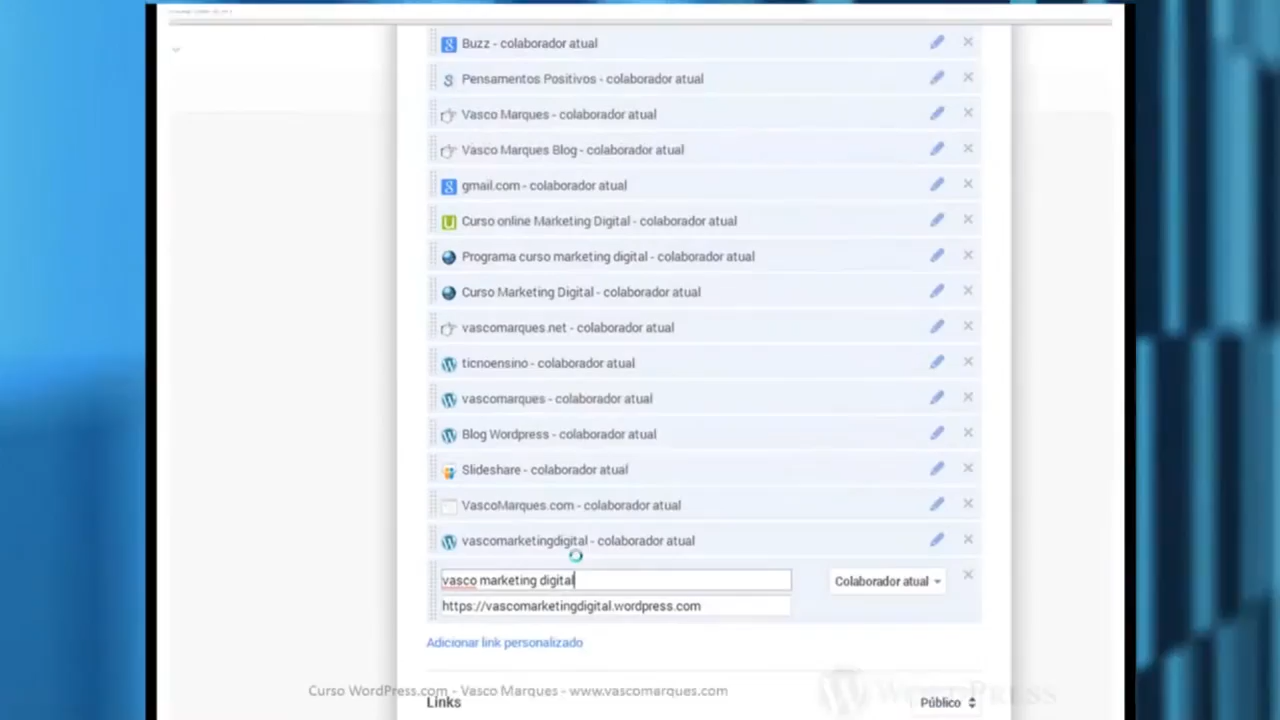 Buzz - colaborador atual
Pensamentos Positivos - colaborador atual
Vasco Marques - colaborador atual
Vasco Marques Blog - colaborador atual
gmail.com - colaborador atual
Curso online Marketing Digital - colaborador atual
Programa curso marketing digital - colaborador atual
Curso Marketing Digital - colaborador atual
vascomarques.net - colaborador atual
ticnoensino - colaborador atual
vascomarques - colaborador atual
Blog Wordpress - colaborador atual
Slideshare - colaborador atual
VascoMarques.com - colaborador atual
vascomarketingdigital - colaborador atual
vasco marketing digital
Colaborador atual
https://vascomarketingdigital.wordpress.com
Adicionar link personalizado
Curso WordPress.com - Vasco Marques - www.vascomarques.com
WORDPRESS
Links
Público